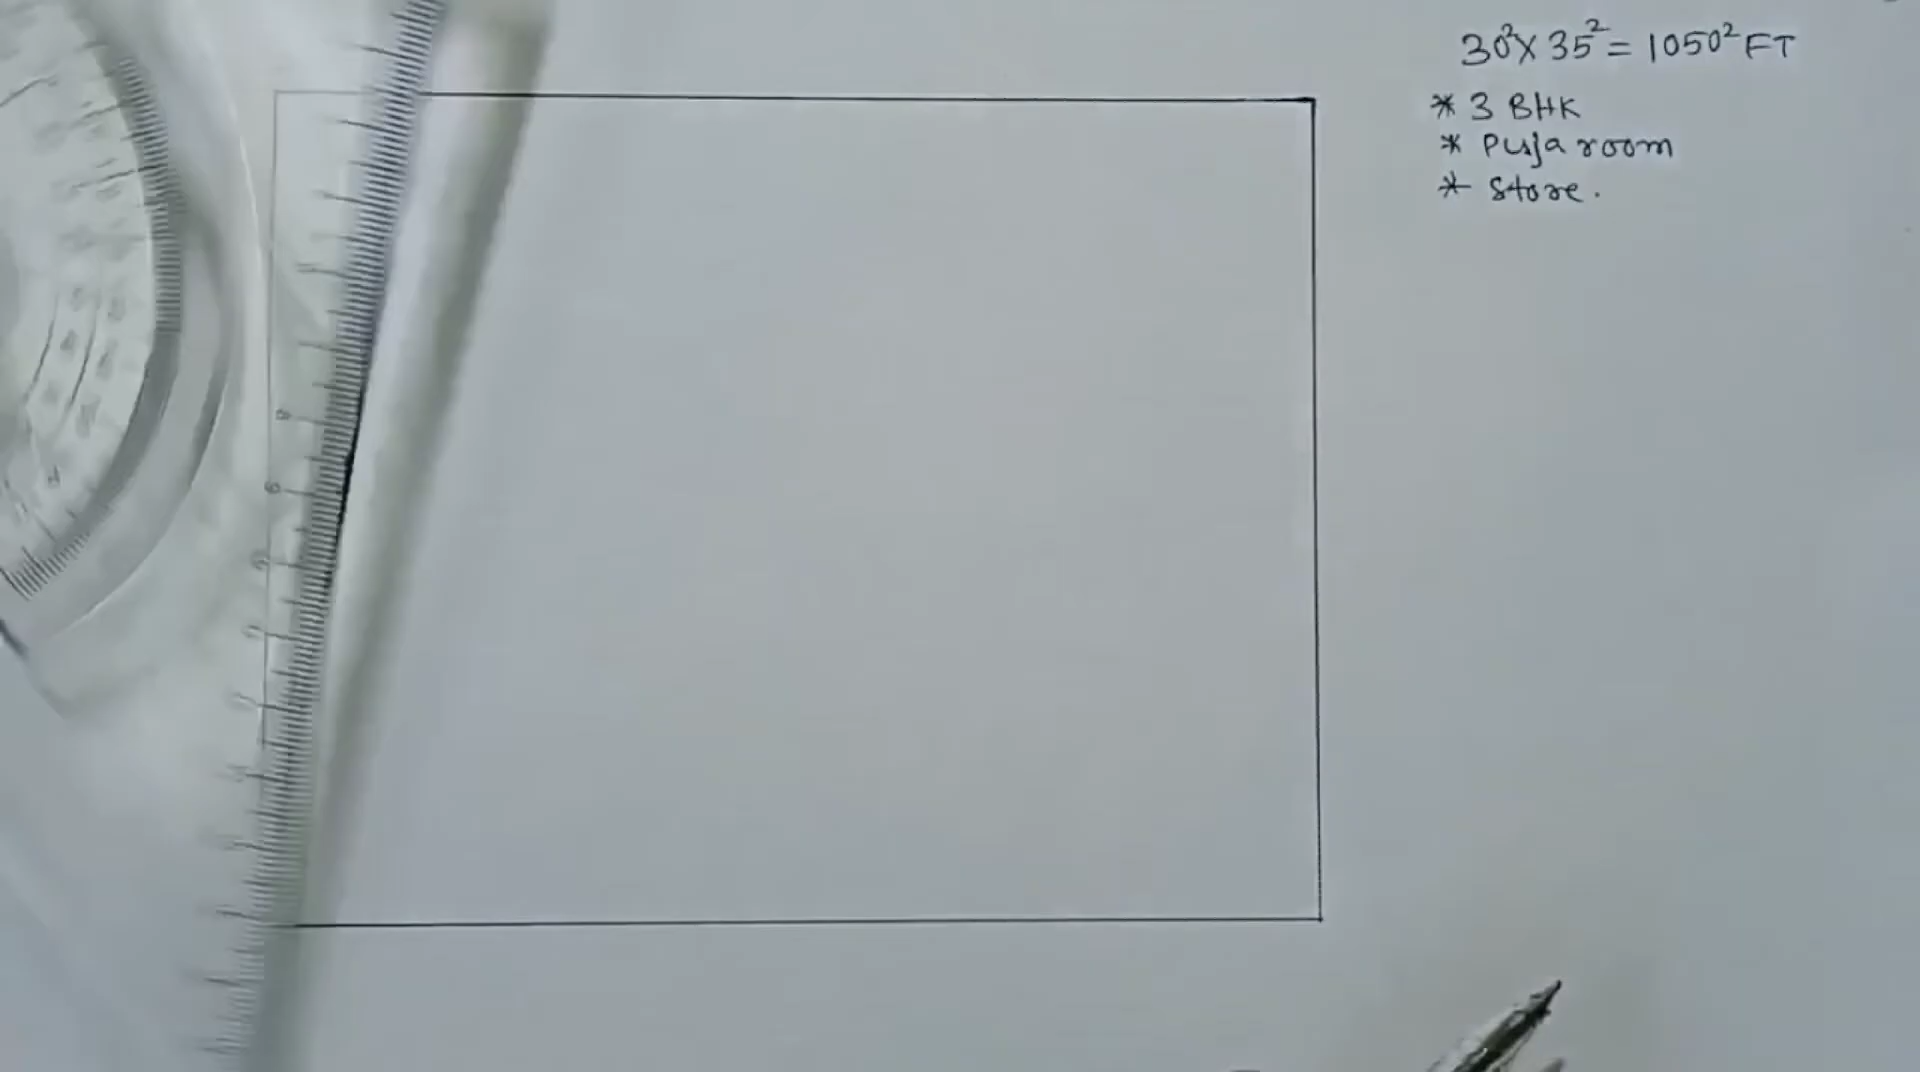 30²X 35² = 1050² FT
* 3 BHK
* Puja room
* Store.